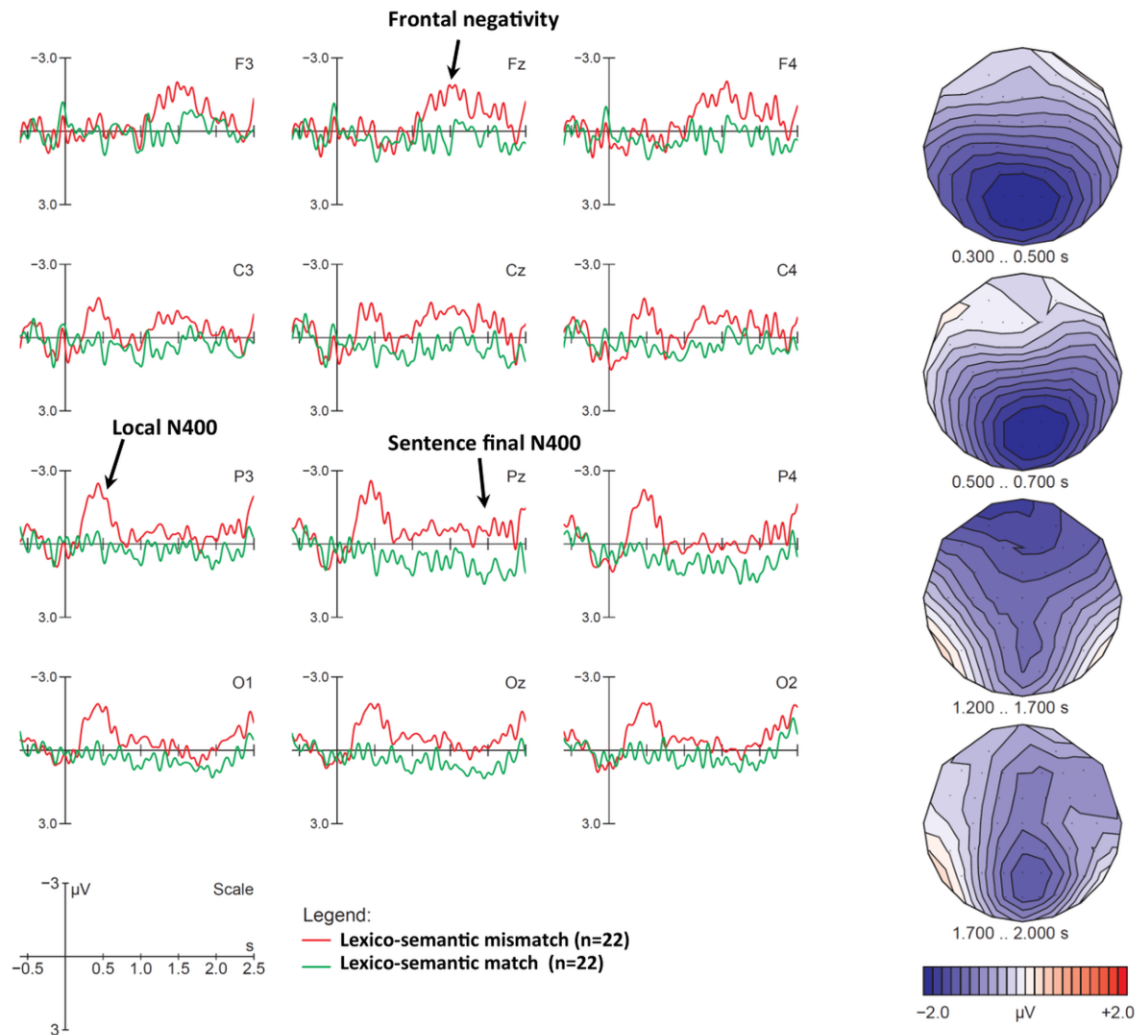 Frontal negativity
−3.0 F3 −3.0 Fz −3.0 F4
3.0 3.0 3.0
0.300 .. 0.500 s
−3.0 C3 −3.0 Cz −3.0 C4
3.0 3.0 3.0
Local N400 Sentence final N400
0.500 .. 0.700 s
−3.0 P3 −3.0 Pz −3.0 P4
3.0 3.0 3.0
−3.0 O1 −3.0 Oz −3.0 O2
1.200 .. 1.700 s
3.0 3.0 3.0
−3 µV Scale
Legend:
s
Lexico-semantic mismatch (n=22)
1.700 .. 2.000 s
−0.5 0.5 1.0 1.5 2.0 2.5
Lexico-semantic match (n=22)
−2.0 µV +2.0
3